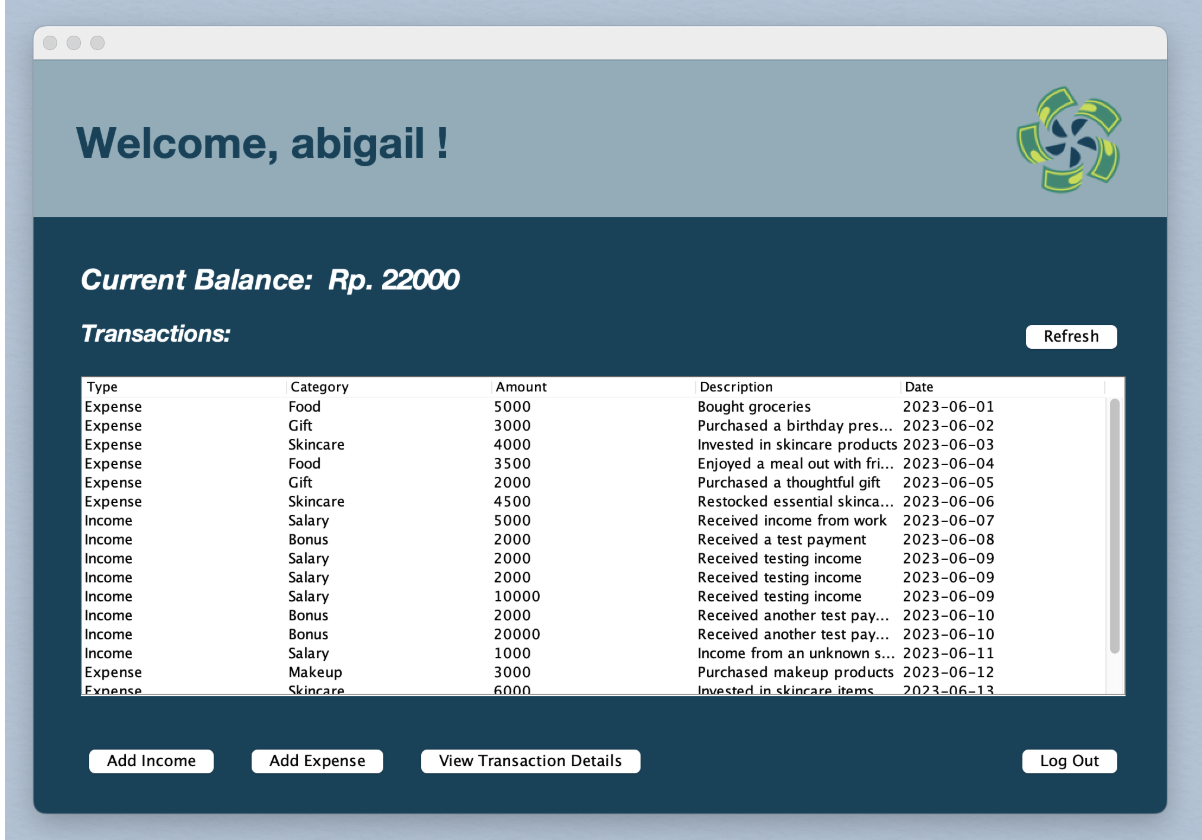 Welcome, abigail !
Current Balance: Rp. 22000
Transactions:
Refresh
Type Category Amount Description Date
Expense Food 5000 Bought groceries 2023-06-01
Expense Gift 3000 Purchased a birthday pres... 2023-06-02
Expense Skincare 4000 Invested in skincare products 2023-06-03
Expense Food 3500 Enjoyed a meal out with fri... 2023-06-04
Expense Gift 2000 Purchased a thoughtful gift 2023-06-05
Expense Skincare 4500 Restocked essential skinca... 2023-06-06
Income Salary 5000 Received income from work 2023-06-07
Income Bonus 2000 Received a test payment 2023-06-08
Income Salary 2000 Received testing income 2023-06-09
Income Salary 2000 Received testing income 2023-06-09
Income Salary 10000 Received testing income 2023-06-09
Income Bonus 2000 Received another test pay... 2023-06-10
Income Bonus 20000 Received another test pay... 2023-06-10
Income Salary 1000 Income from an unknown s... 2023-06-11
Expense Makeup 3000 Purchased makeup products 2023-06-12
Expense Skincare 6000 Invested in skincare items 2023-06-13
Add Income Add Expense View Transaction Details Log Out